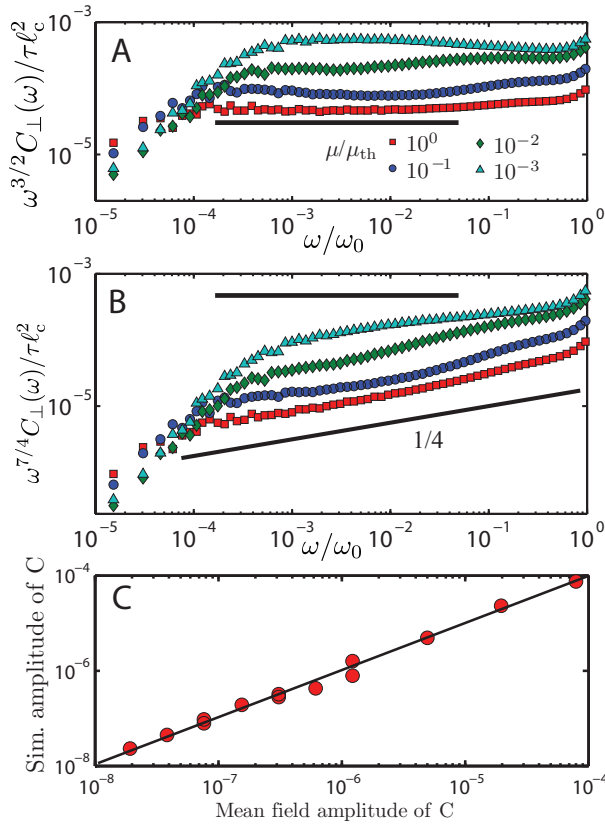 A
ω^{3/2}C_⊥(ω)/τℓ_c^2
10^{-3}
10^{-5}
μ/μ_th
10^0
10^{-2}
10^{-1}
10^{-3}
10^{-5} 10^{-4} 10^{-3} 10^{-2} 10^{-1} 10^0
ω/ω_0
B
ω^{7/4}C_⊥(ω)/τℓ_c^2
10^{-3}
10^{-5}
1/4
10^{-5} 10^{-4} 10^{-3} 10^{-2} 10^{-1} 10^0
ω/ω_0
C
Sim. amplitude of C
10^{-4}
10^{-6}
10^{-8}
10^{-8} 10^{-7} 10^{-6} 10^{-5} 10^{-4}
Mean field amplitude of C